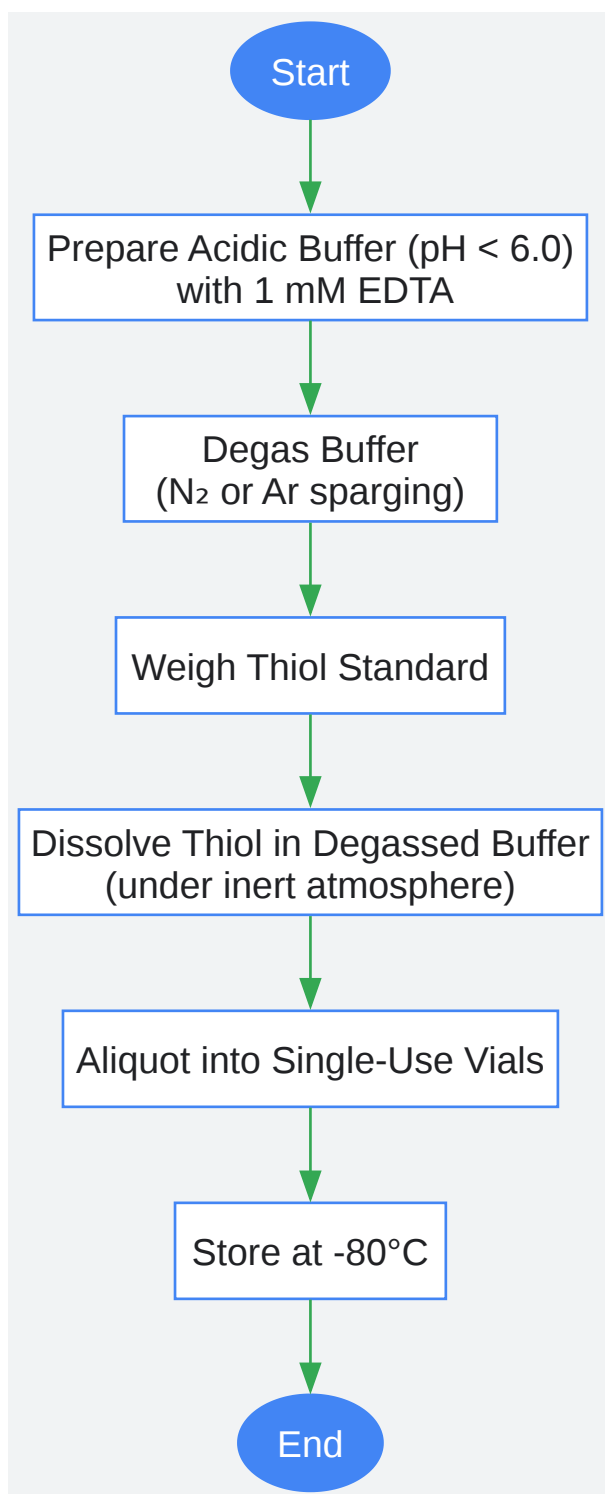 Start
Prepare Acidic Buffer (pH < 6.0)
with 1 mM EDTA
Degas Buffer
(N₂ or Ar sparging)
Weigh Thiol Standard
Dissolve Thiol in Degassed Buffer
(under inert atmosphere)
Aliquot into Single-Use Vials
Store at -80°C
End